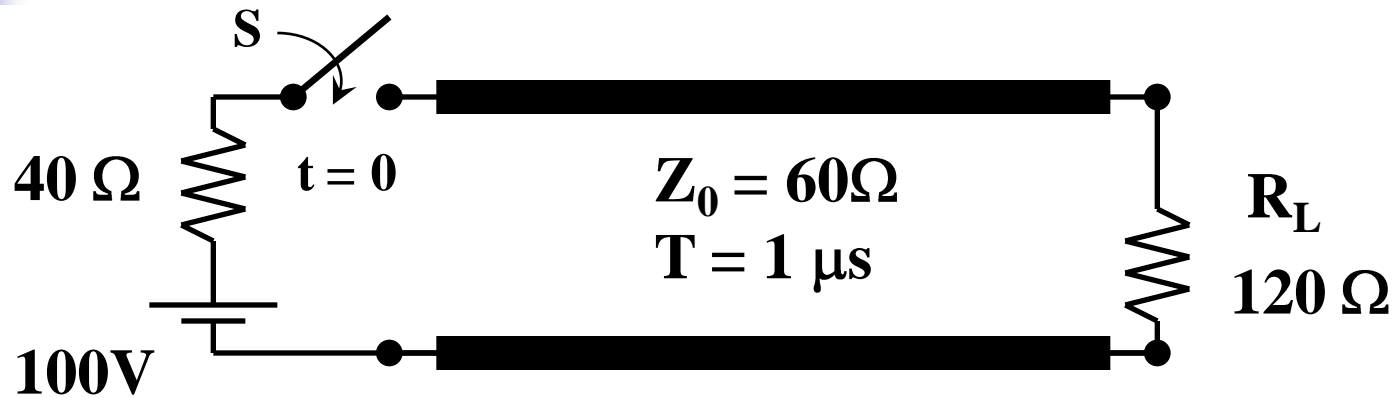 S
40 Ω
t = 0
Z₀ = 60Ω
T = 1 μs
R_L
120 Ω
100V